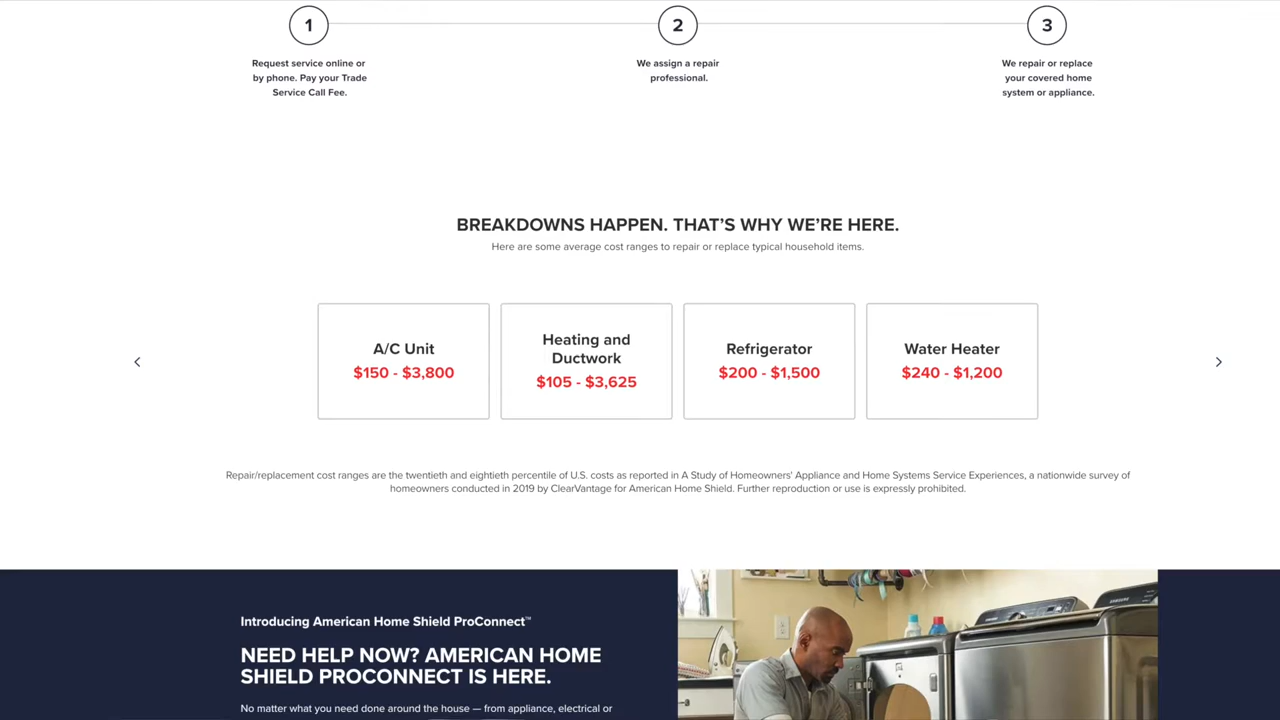 1
2
3
Request service online or
by phone. Pay your Trade
Service Call Fee.
We assign a repair
professional.
We repair or replace
your covered home
system or appliance.
BREAKDOWNS HAPPEN. THAT'S WHY WE'RE HERE.
Here are some average cost ranges to repair or replace typical household items.
A/C Unit
$150 - $3,800
Heating and
Ductwork
$105 - $3,625
Refrigerator
$200 - $1,500
Water Heater
$240 - $1,200
Repair/replacement cost ranges are the twentieth and eightieth percentile of U.S. costs as reported in A Study of Homeowners' Appliance and Home Systems Service Experiences, a nationwide survey of
homeowners conducted in 2019 by ClearVantage for American Home Shield. Further reproduction or use is expressly prohibited.
Introducing American Home Shield ProConnect™
NEED HELP NOW? AMERICAN HOME
SHIELD PROCONNECT IS HERE.
No matter what you need done around the house — from appliance, electrical or
SAMSUNG